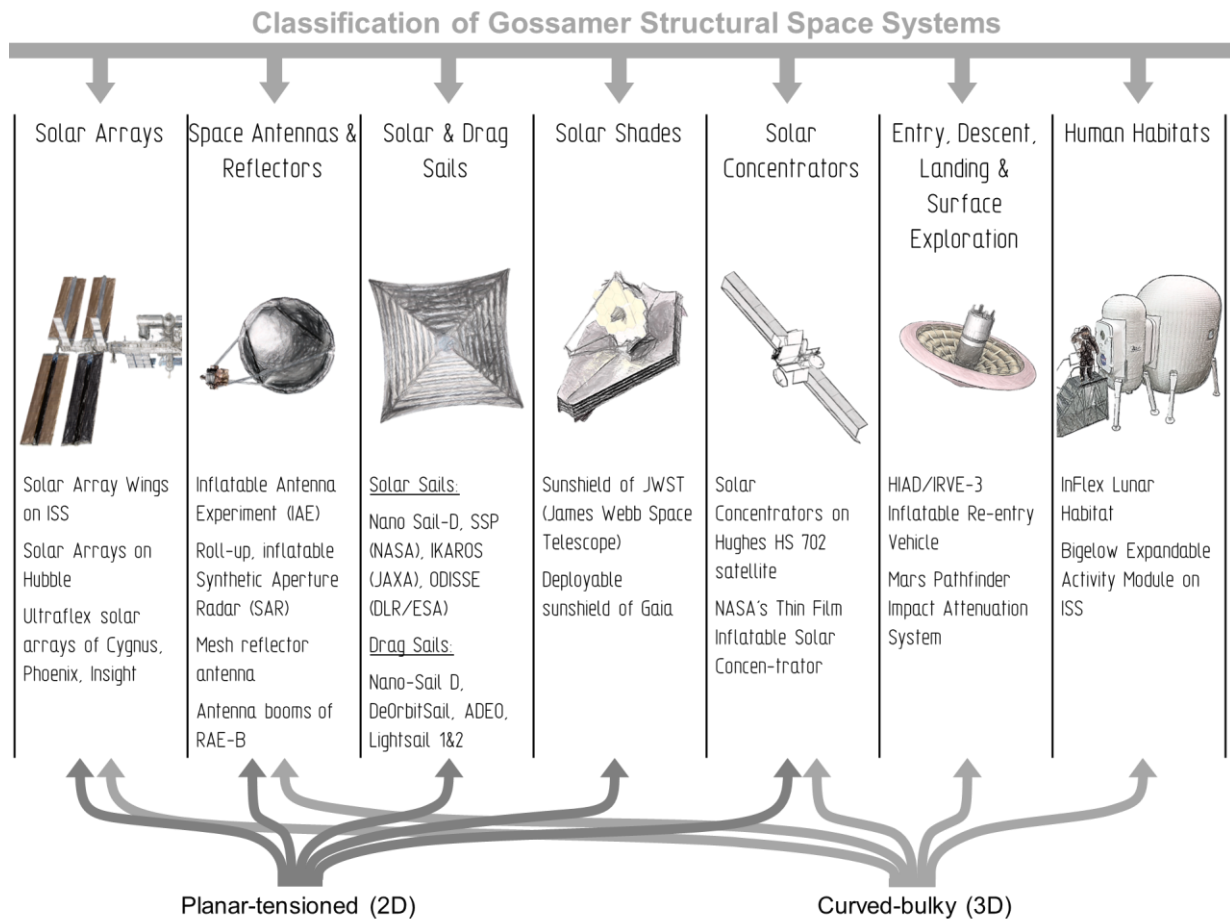 Classification of Gossamer Structural Space Systems
Solar Arrays
Solar Array Wings
on ISS
Solar Arrays on
Hubble
Ultraflex solar
arrays of Cygnus,
Phoenix, Insight
Space Antennas &
Reflectors
Inflatable Antenna
Experiment (IAE)
Roll-up, inflatable
Synthetic Aperture
Radar (SAR)
Mesh reflector
antenna
Antenna booms of
RAE-B
Solar & Drag
Sails
Solar Sails:
Nano Sail-D, SSP
(NASA), IKAROS
(JAXA), ODISSE
(DLR/ESA)
Drag Sails:
Nano-Sail D,
DeOrbitSail, ADEO,
Lightsail 1&2
Solar Shades
Sunshield of JWST
(James Webb Space
Telescope)
Deployable
sunshield of Gaia
Solar
Concentrators
Solar
Concentrators on
Hughes HS 702
satellite
NASA's Thin Film
Inflatable Solar
Concen-trator
Entry, Descent,
Landing &
Surface
Exploration
HIAD/IRVE-3
Inflatable Re-entry
Vehicle
Mars Pathfinder
Impact Attenuation
System
Human Habitats
InFlex Lunar
Habitat
Bigelow Expandable
Activity Module on
ISS
Planar-tensioned (2D)
Curved-bulky (3D)